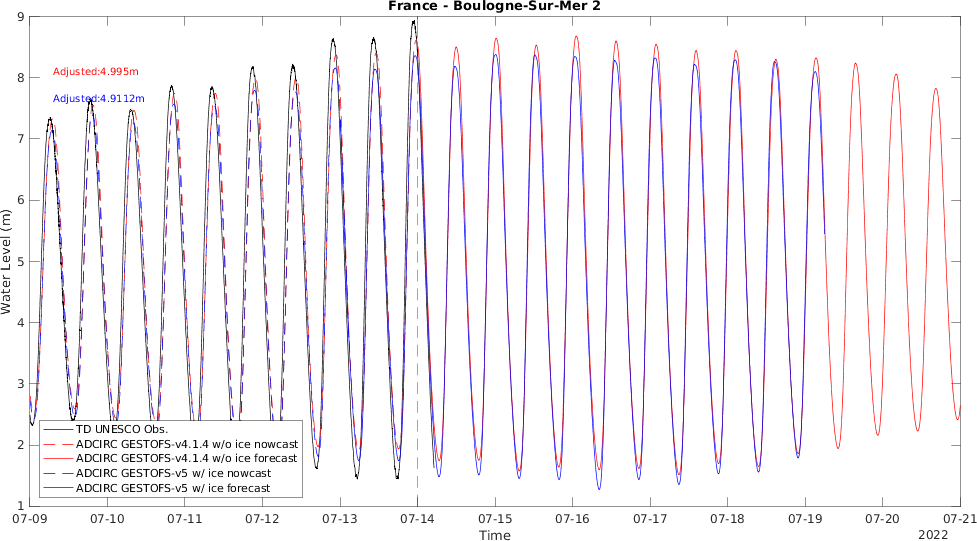 France - Boulogne-Sur-Mer 2
9
8
7
6
5
4
3
2
1
Water Level (m)
Adjusted:4.995m
Adjusted:4.9112m
TD UNESCO Obs.
ADCIRC GESTOFS-v4.1.4 w/o ice nowcast
ADCIRC GESTOFS-v4.1.4 w/o ice forecast
ADCIRC GESTOFS-v5 w/ ice nowcast
ADCIRC GESTOFS-v5 w/ ice forecast
07-09 07-10 07-11 07-12 07-13 07-14 07-15 07-16 07-17 07-18 07-19 07-20 07-21
Time
2022